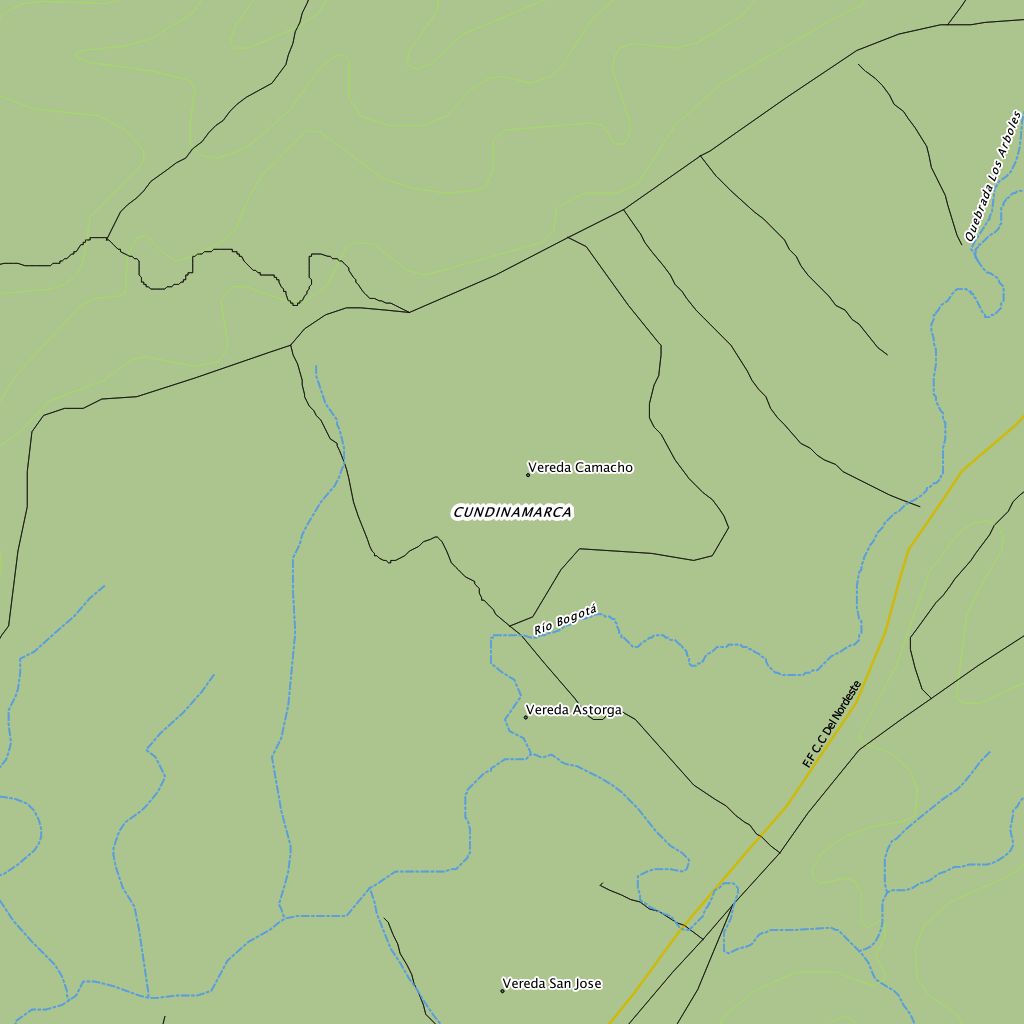 Quebrada Los Arboles
Vereda Camacho
CUNDINAMARCA
Río Bogotá
Vereda Astorga
F.F C.C Del Nordeste
Vereda San Jose